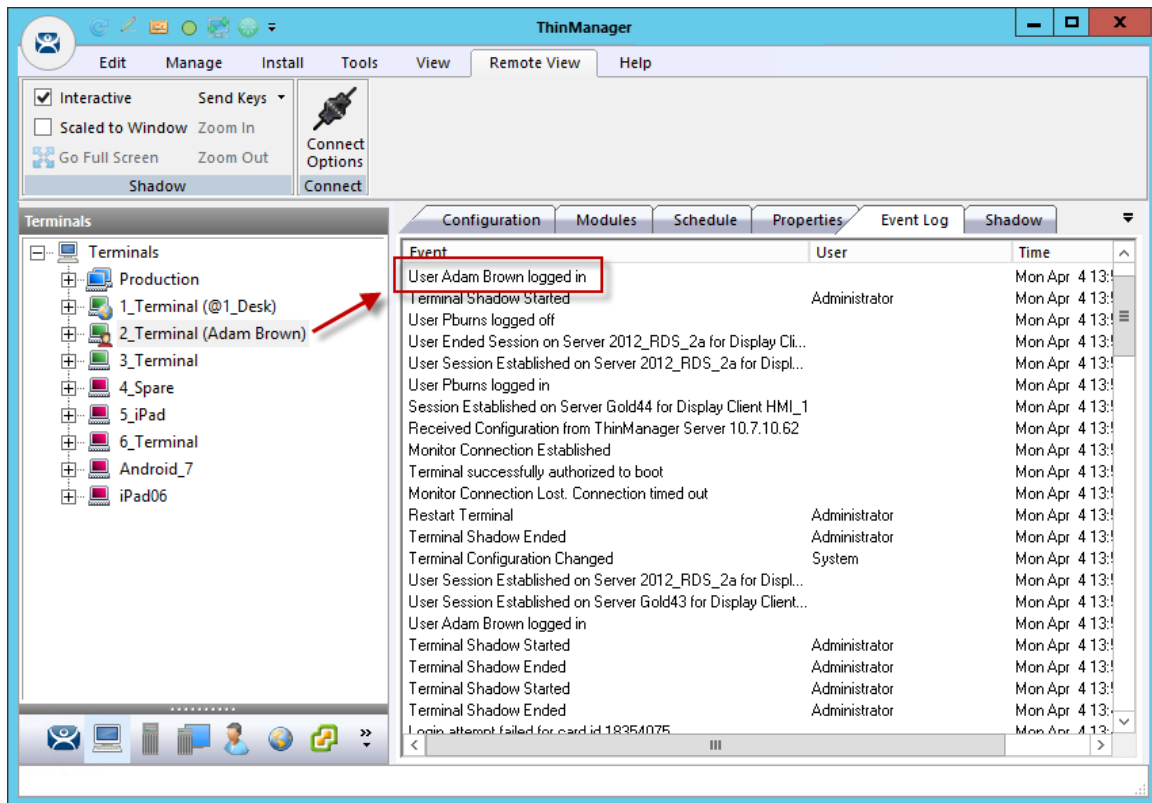 ThinManager
Edit Manage Install Tools View Remote View Help
Interactive Send Keys
Scaled to Window Zoom In
Go Full Screen Zoom Out
Connect Options
Shadow Connect
Terminals
Terminals
Production
1_Terminal (@1_Desk)
2_Terminal (Adam Brown)
3_Terminal
4_Spare
5_iPad
6_Terminal
Android_7
iPad06
Configuration Modules Schedule Properties Event Log Shadow
Event User Time
User Adam Brown logged in Mon Apr 4 13:
Terminal Shadow Started Administrator Mon Apr 4 13:
User Pburns logged off Mon Apr 4 13:
User Ended Session on Server 2012_RDS_2a for Display Cli... Mon Apr 4 13:
User Session Established on Server 2012_RDS_2a for Displ... Mon Apr 4 13:
User Pburns logged in Mon Apr 4 13:
Session Established on Server Gold44 for Display Client HMI_1 Mon Apr 4 13:
Received Configuration from ThinManager Server 10.7.10.62 Mon Apr 4 13:
Monitor Connection Established Mon Apr 4 13:
Terminal successfully authorized to boot Mon Apr 4 13:
Monitor Connection Lost. Connection timed out Mon Apr 4 13:
Restart Terminal Administrator Mon Apr 4 13:
Terminal Shadow Ended Administrator Mon Apr 4 13:
Terminal Configuration Changed System Mon Apr 4 13:
User Session Established on Server 2012_RDS_2a for Displ... Mon Apr 4 13:
User Session Established on Server Gold43 for Display Client... Mon Apr 4 13:
User Adam Brown logged in Mon Apr 4 13:
Terminal Shadow Started Administrator Mon Apr 4 13:
Terminal Shadow Ended Administrator Mon Apr 4 13:
Terminal Shadow Started Administrator Mon Apr 4 13:
Terminal Shadow Ended Administrator Mon Apr 4 13:
Login attempt failed for card id 18354075 Mon Apr 4 13: